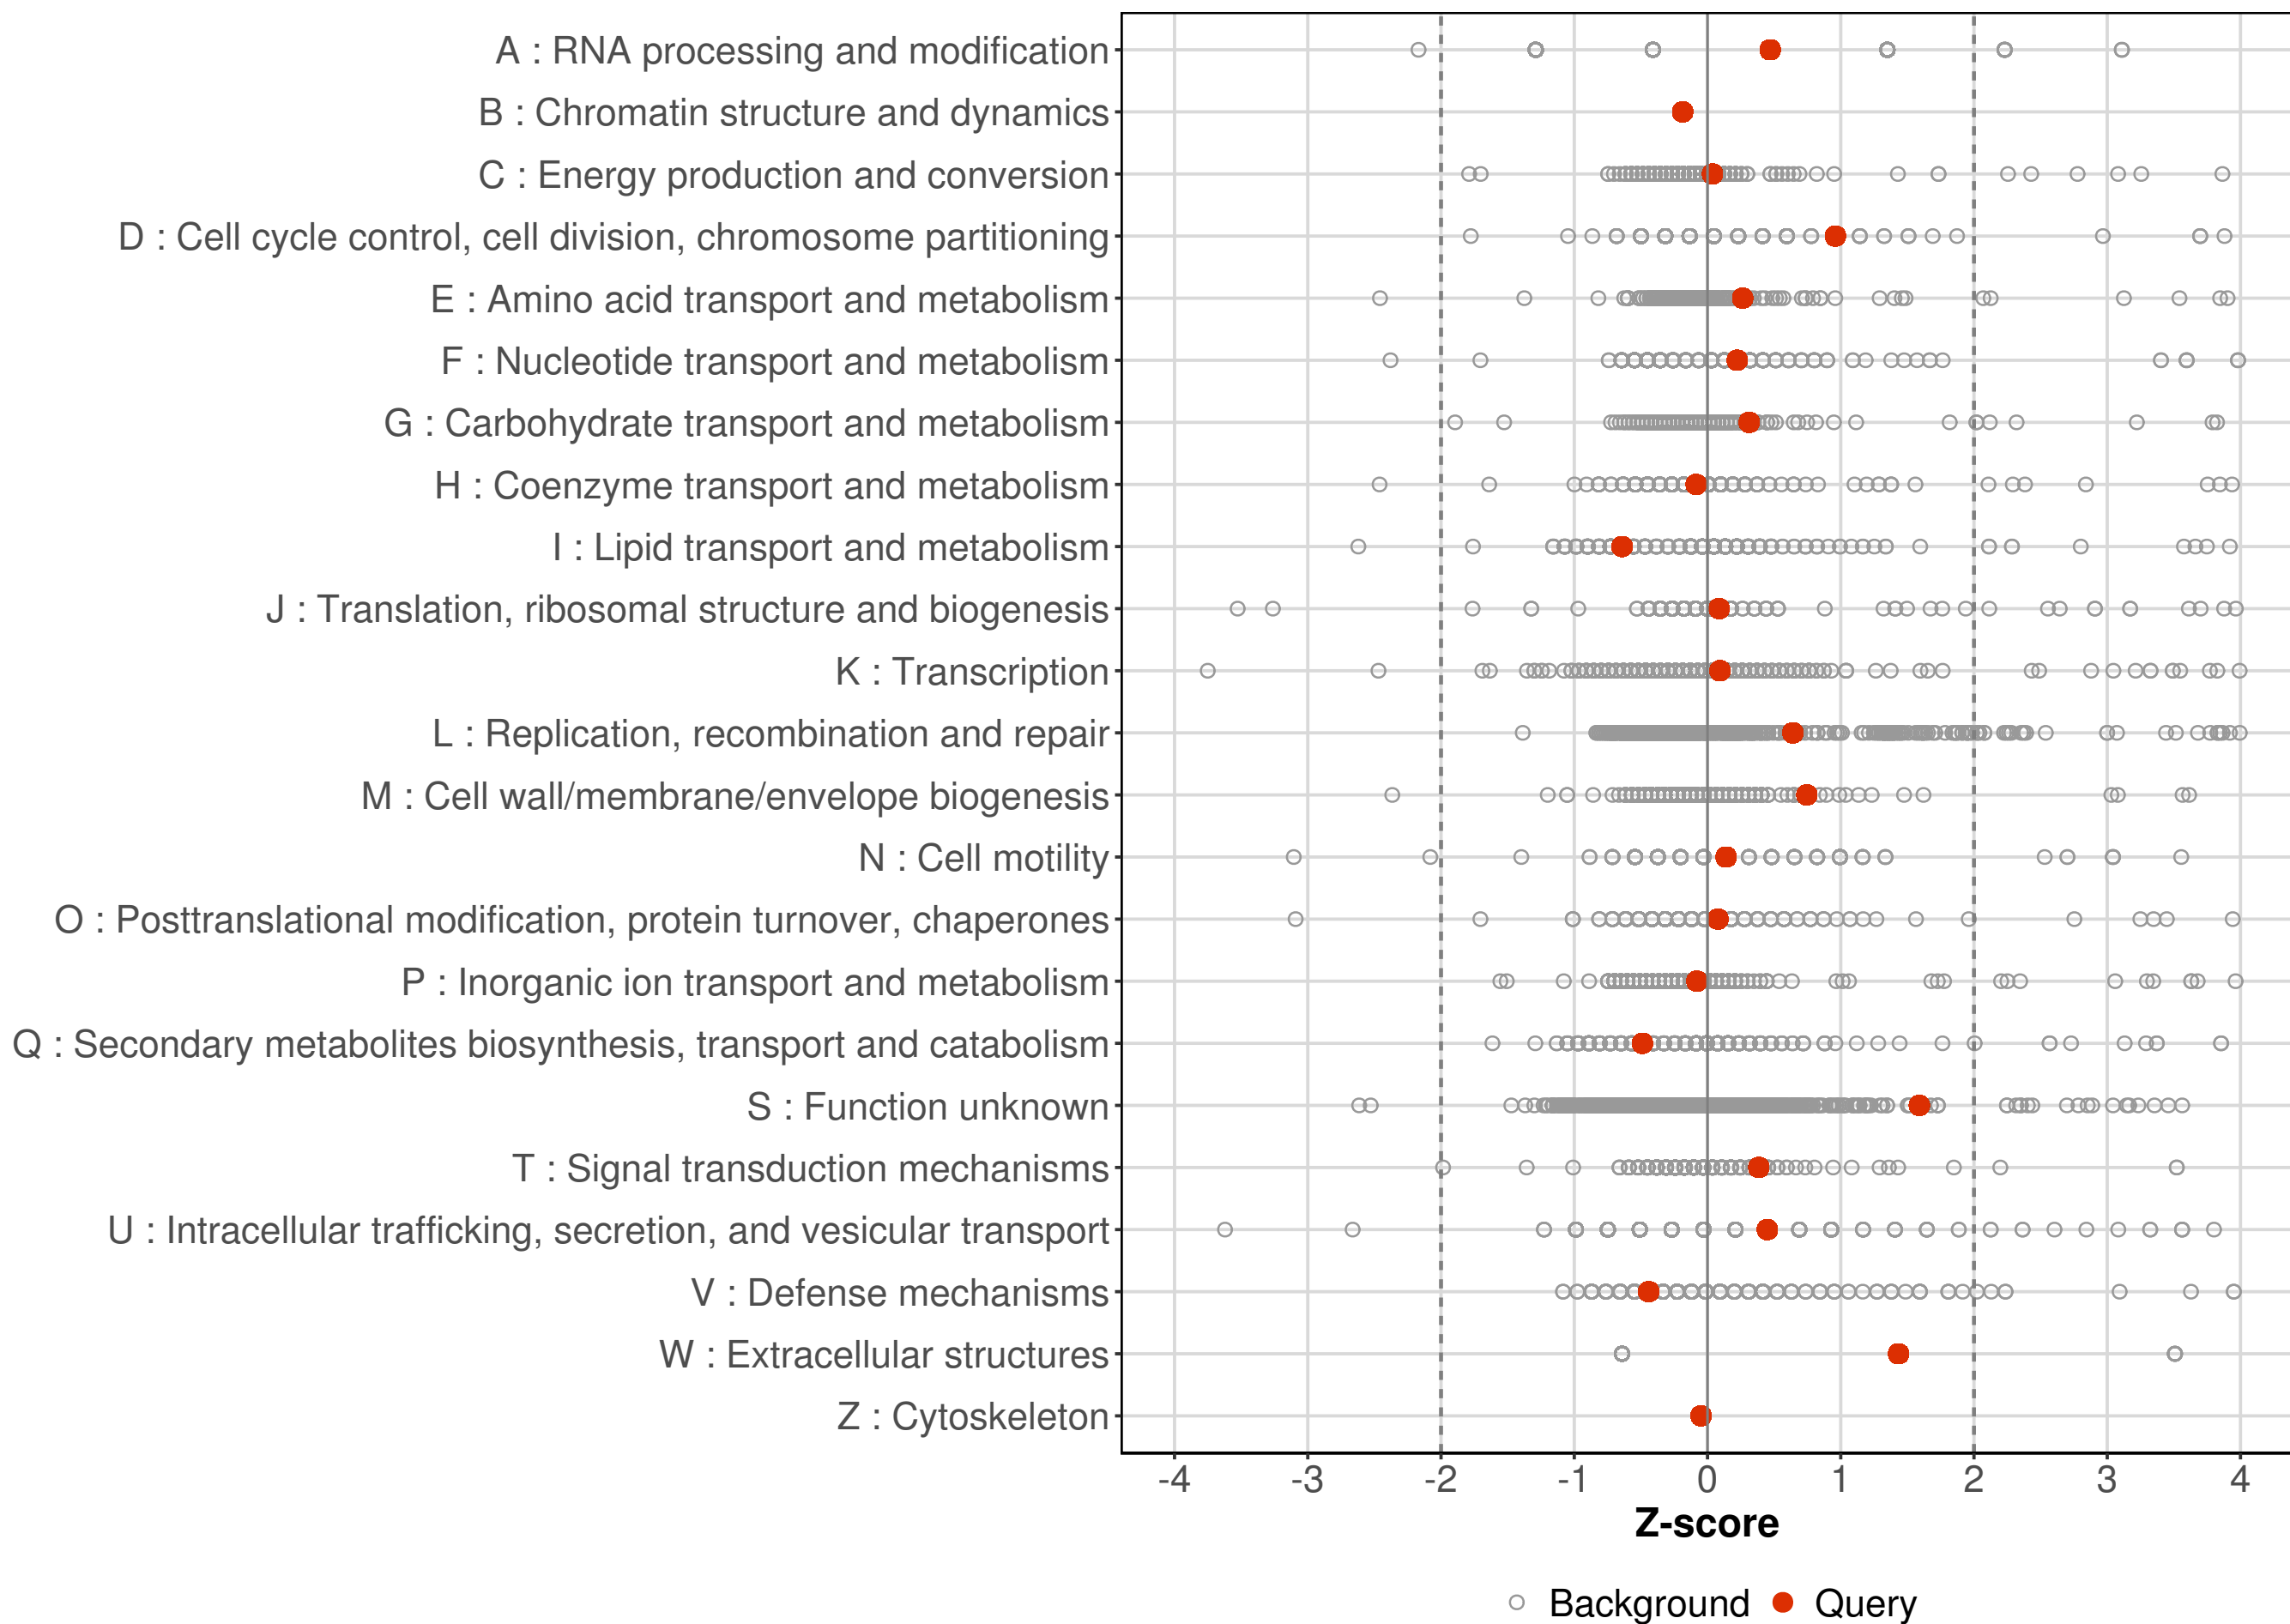 A : RNA processing and modification
B : Chromatin structure and dynamics
C : Energy production and conversion
D : Cell cycle control, cell division, chromosome partitioning
E : Amino acid transport and metabolism
F : Nucleotide transport and metabolism
G : Carbohydrate transport and metabolism
H : Coenzyme transport and metabolism
I : Lipid transport and metabolism
J : Translation, ribosomal structure and biogenesis
K : Transcription
L : Replication, recombination and repair
M : Cell wall/membrane/envelope biogenesis
N : Cell motility
O : Posttranslational modification, protein turnover, chaperones
P : Inorganic ion transport and metabolism
Q : Secondary metabolites biosynthesis, transport and catabolism
S : Function unknown
T : Signal transduction mechanisms
U : Intracellular trafficking, secretion, and vesicular transport
V : Defense mechanisms
W : Extracellular structures
Z : Cytoskeleton
-4 -3 -2 -1 0 1 2 3 4
Z-score
Background Query